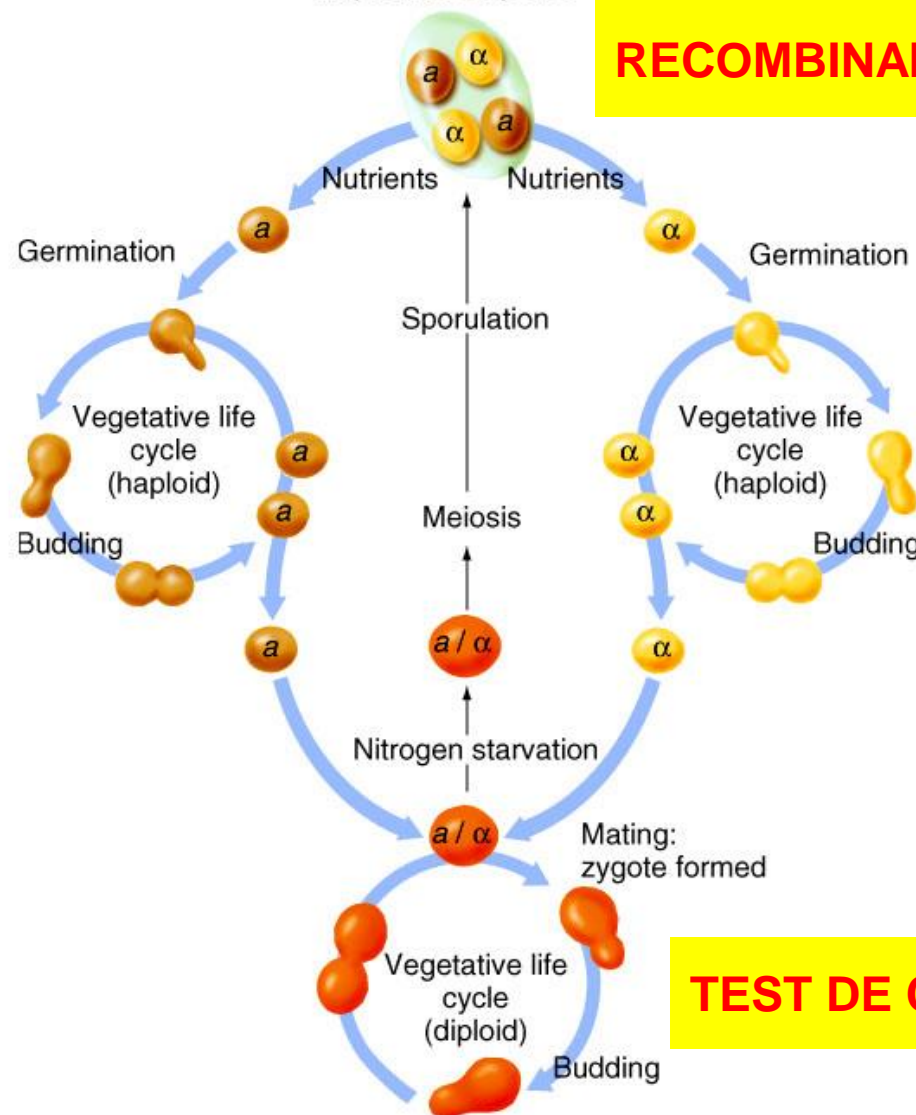 RECOMBINA
a
α
α
a
Nutrients
Nutrients
a
α
Germination
Germination
Sporulation
Vegetative life
cycle
(haploid)
Vegetative life
cycle
(haploid)
a
α
a
α
Meiosis
Budding
Budding
a
a / α
α
Nitrogen starvation
a / α
Mating:
zygote formed
Vegetative life
cycle
(diploid)
TEST DE
Budding